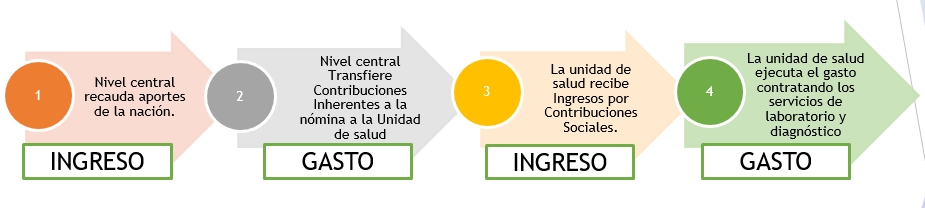 1
Nivel central
recauda aportes
de la nación.
INGRESO
2
Nivel central
Transfiere
Contribuciones
Inherentes a la
nómina a la Unidad
de salud
GASTO
3
La unidad de
salud recibe
Ingresos por
Contribuciones
Sociales.
INGRESO
4
La unidad de salud
ejecuta el gasto
contratando los
servicios de
laboratorio y
diagnóstico
GASTO